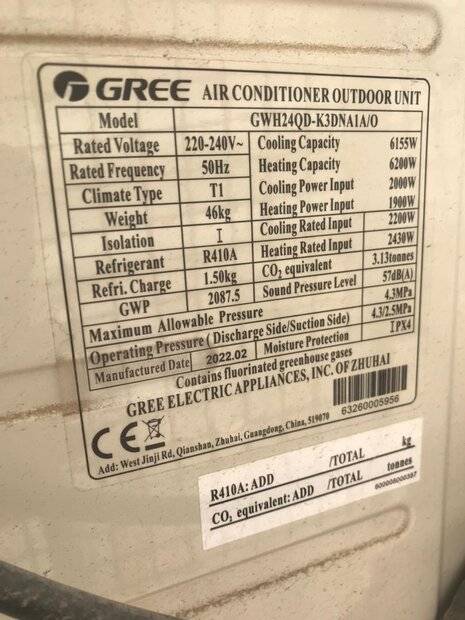 GREE AIR CONDITIONER OUTDOOR UNIT
Model GWH24QD-K3DNA1A/O
Rated Voltage 220-240V~ Cooling Capacity 6155W
Rated Frequency 50Hz Heating Capacity 6200W
Climate Type T1 Cooling Power Input 2000W
Weight 46kg Heating Power Input 1900W
Isolation I Cooling Rated Input 2200W
Refrigerant R410A Heating Rated Input 2430W
Refri. Charge 1.50kg CO₂ equivalent 3.13tonnes
GWP 2087.5 Sound Pressure Level 57dB(A)
Maximum Allowable Pressure 4.3MPa
Operating Pressure (Discharge Side/Suction Side) 4.3/2.5MPa
Manufactured Date 2022.02 Moisture Protection IPX4
Contains fluorinated greenhouse gases
GREE ELECTRIC APPLIANCES, INC. OF ZHUHAI
CE
Add: West Jinji Rd, Qianshan, Zhuhai, Guangdong, China, 519070
63260005956
R410A: ADD /TOTAL kg
CO₂ equivalent: ADD /TOTAL tonnes
600005000397